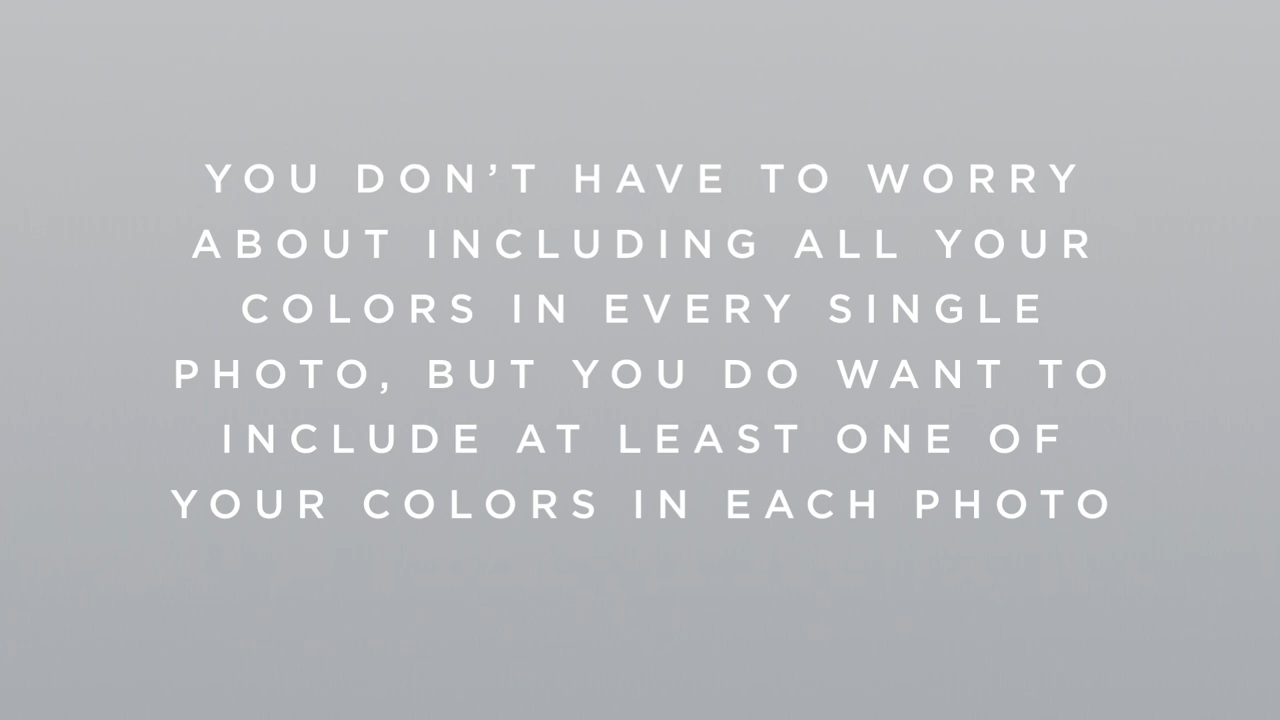 YOU DON’T HAVE TO WORRY
ABOUT INCLUDING ALL YOUR
COLORS IN EVERY SINGLE
PHOTO, BUT YOU DO WANT TO
INCLUDE AT LEAST ONE OF
YOUR COLORS IN EACH PHOTO